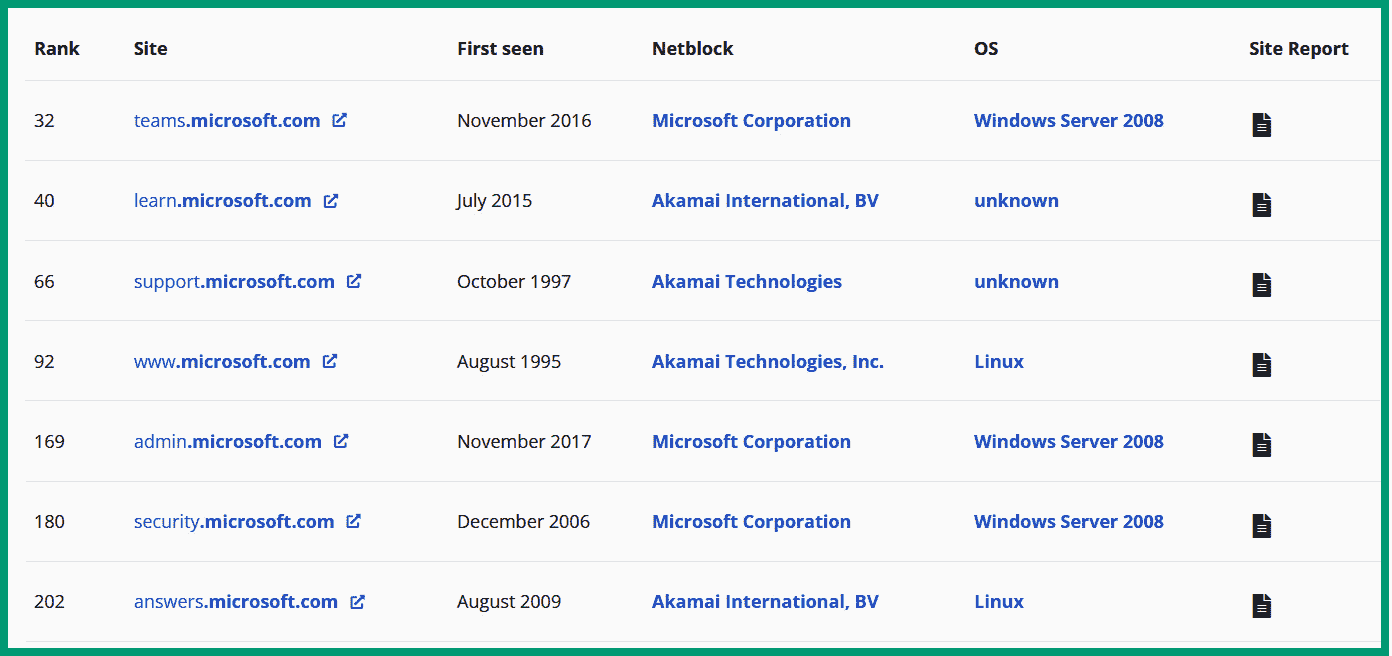 Rank Site First seen Netblock OS Site Report
32 teams.microsoft.com November 2016 Microsoft Corporation Windows Server 2008
40 learn.microsoft.com July 2015 Akamai International, BV unknown
66 support.microsoft.com October 1997 Akamai Technologies unknown
92 www.microsoft.com August 1995 Akamai Technologies, Inc. Linux
169 admin.microsoft.com November 2017 Microsoft Corporation Windows Server 2008
180 security.microsoft.com December 2006 Microsoft Corporation Windows Server 2008
202 answers.microsoft.com August 2009 Akamai International, BV Linux